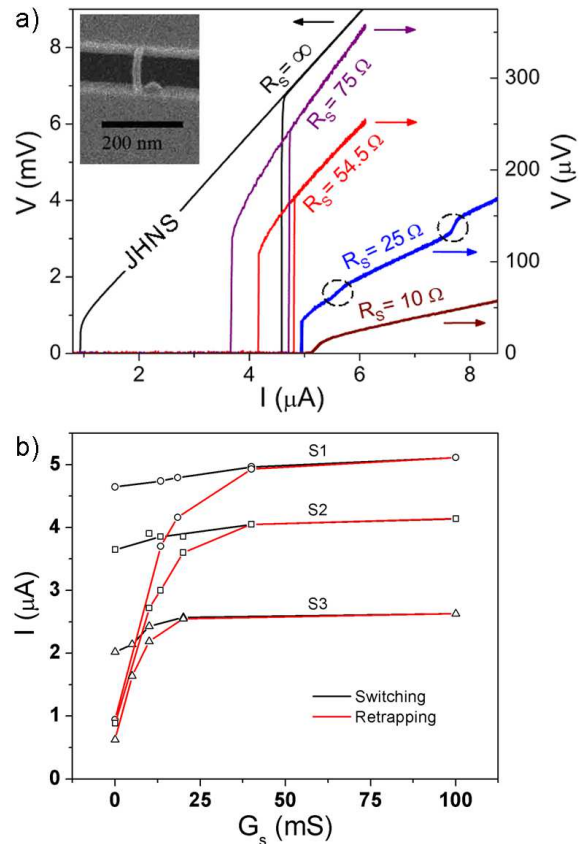 a)
200 nm
V (mV)
8
6
4
2
0
JHNS
R_S= ∞
R_S= 75 Ω
R_S= 54.5 Ω
R_S= 25 Ω
R_S= 10 Ω
300
200
100
0
V (μV)
2 4 6 8
I (μA)
b)
I (μA)
5
4
3
2
1
0
S1
S2
S3
Switching
Retrapping
0 25 50 75 100
G_s (mS)